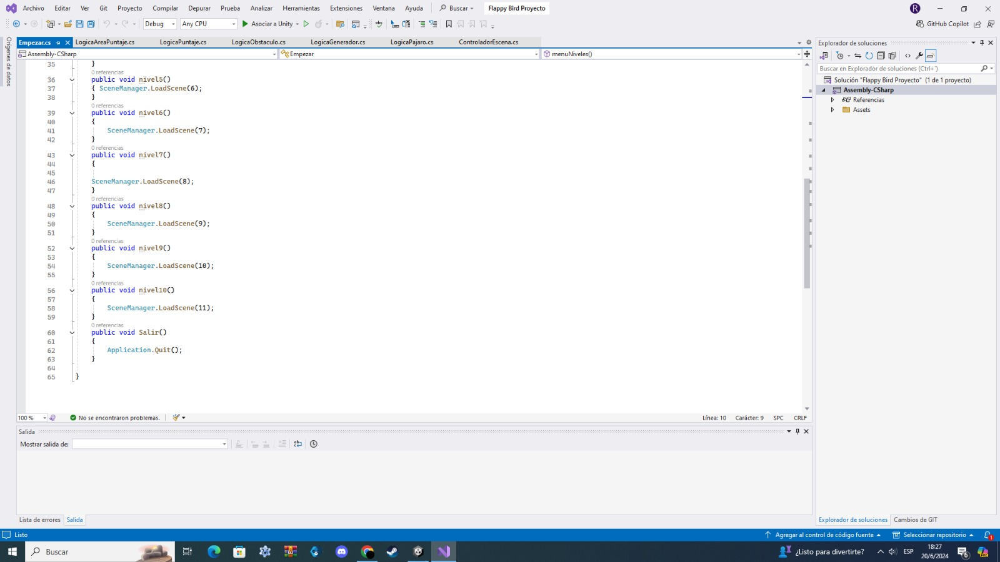 Archivo Editar Ver Git Proyecto Compilar Depurar Prueba Analizar Herramientas Extensiones Ventana Ayuda Buscar Flappy Bird Proyecto R
Debug Any CPU Asociar a Unity GitHub Copilot
Orígenes de datos
Empezar.cs LogicaAreaPuntaje.cs LogicaPuntaje.cs LogicaObstaculo.cs LogicaGenerador.cs LogicaPajaro.cs ControladorEscena.cs
Assembly-CSharp Empezar menuNiveles()
35 }
0 referencias
36 public void nivel5()
37 { SceneManager.LoadScene(6);
38 }
0 referencias
39 public void nivel6()
40 {
41 SceneManager.LoadScene(7);
42 }
0 referencias
43 public void nivel7()
44 {
45
46 SceneManager.LoadScene(8);
47 }
0 referencias
48 public void nivel8()
49 {
50 SceneManager.LoadScene(9);
51 }
0 referencias
52 public void nivel9()
53 {
54 SceneManager.LoadScene(10);
55 }
0 referencias
56 public void nivel10()
57 {
58 SceneManager.LoadScene(11);
59 }
0 referencias
60 public void Salir()
61 {
62 Application.Quit();
63 }
64
65 }
100 % No se encontraron problemas. Línea: 10 Carácter: 9 SPC CRLF
Salida
Mostrar salida de:
Lista de errores Salida
Explorador de soluciones
Buscar en Explorador de soluciones (Ctrl+¨)
Solución "Flappy Bird Proyecto" (1 de 1 proyecto)
Assembly-CSharp
Referencias
Assets
Explorador de soluciones Cambios de GIT
Listo Agregar al control de código fuente Seleccionar repositorio 1
Buscar ¿Listo para divertirte? ESP 18:27 6
20/6/2024